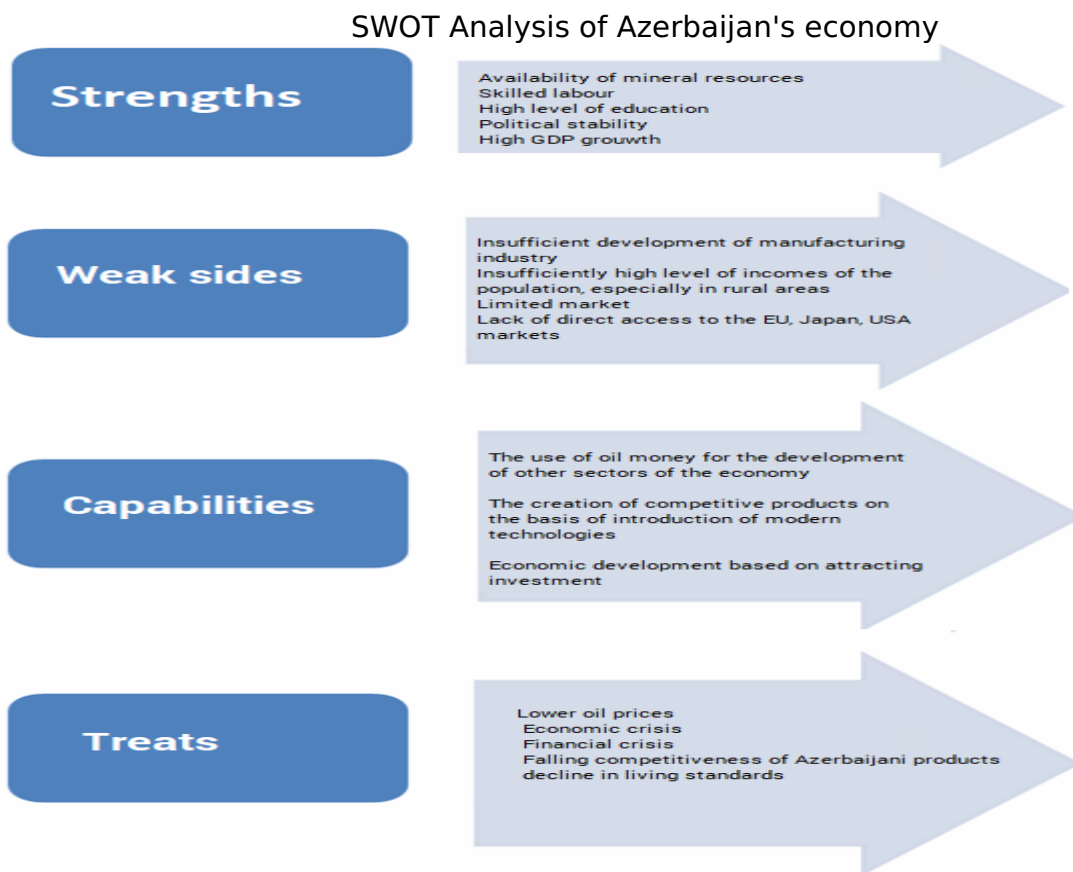 SWOT Analysis of Azerbaijan's economy
Strengths
Availability of mineral resources
Skilled labour
High level of education
Political stability
High GDP grouwth
Weak sides
Insufficient development of manufacturing
industry
Insufficiently high level of incomes of the
population, especially in rural areas
Limited market
Lack of direct access to the EU, Japan, USA
markets
Capabilities
The use of oil money for the development
of other sectors of the economy
The creation of competitive products on
the basis of introduction of modern
technologies
Economic development based on attracting
investment
Treats
Lower oil prices
Economic crisis
Financial crisis
Falling competitiveness of Azerbaijani products
decline in living standards